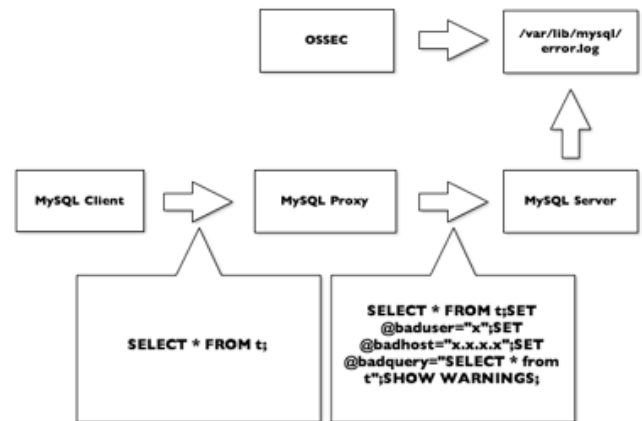 OSSEC
/var/lib/mysql/
error.log
MySQL Client
MySQL Proxy
MySQL Server
SELECT * FROM t;
SELECT * FROM t;SET
@baduser="x";SET
@badhost="x.x.x.x";SET
@badquery="SELECT * from
t";SHOW WARNINGS;